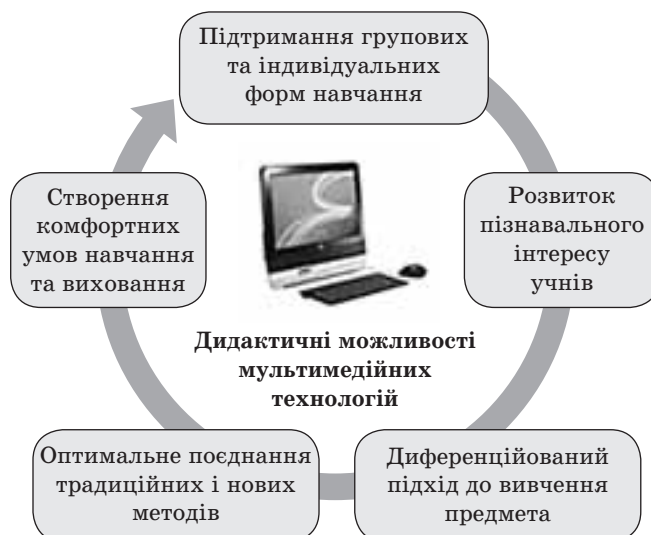 Підтримання групових
та індивідуальних
форм навчання
Розвиток
пізнавального
інтересу
учнів
Диференційований
підхід до вивчення
предмета
Оптимальне поєднання
традиційних і нових
методів
Створення
комфортних
умов навчання
та виховання
Дидактичні можливості
мультимедійних
технологій